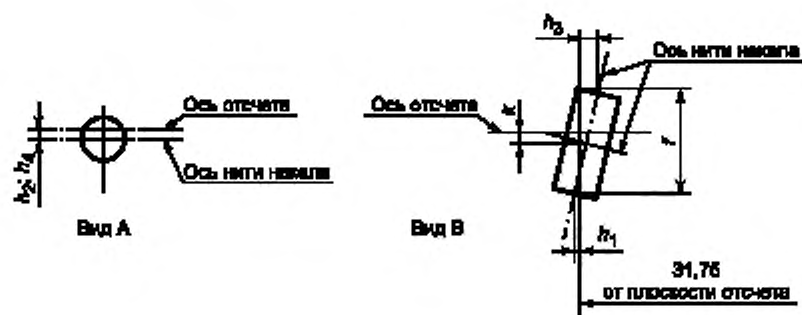 h₃
Ось нити накала
Ось отсчета
Ось отсчета
к
f
h₂; h₄
Ось нити накала
Вид А
Вид В
j
h₁
31,75
от плоскости отсчета